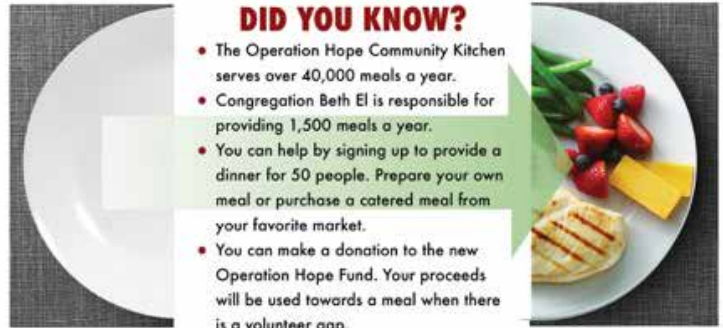 DID YOU KNOW?
• The Operation Hope Community Kitchen
serves over 40,000 meals a year.
• Congregation Beth El is responsible for
providing 1,500 meals a year.
• You can help by signing up to provide a
dinner for 50 people. Prepare your own
meal or purchase a catered meal from
your favorite market.
• You can make a donation to the new
Operation Hope Fund. Your proceeds
will be used towards a meal when there
is a volunteer gap.